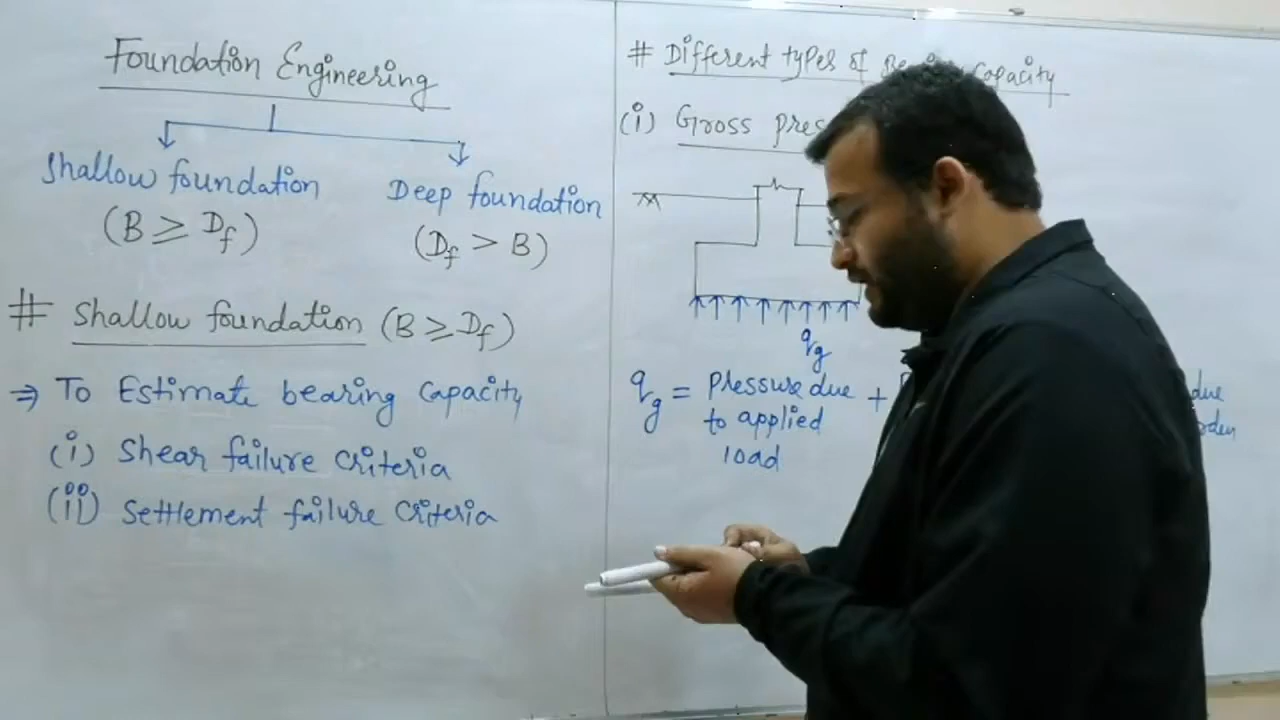 Foundation Engineering
Shallow foundation
(B ≥ Df)
Deep foundation
(Df > B)
# Shallow foundation (B ≥ Df)
⇒ To Estimate bearing Capacity
(i) Shear failure criteria
(ii) Settlement failure criteria
# Different types of Capacity
(i) Gross
qg
qg = Pressure due +
to applied
load
due